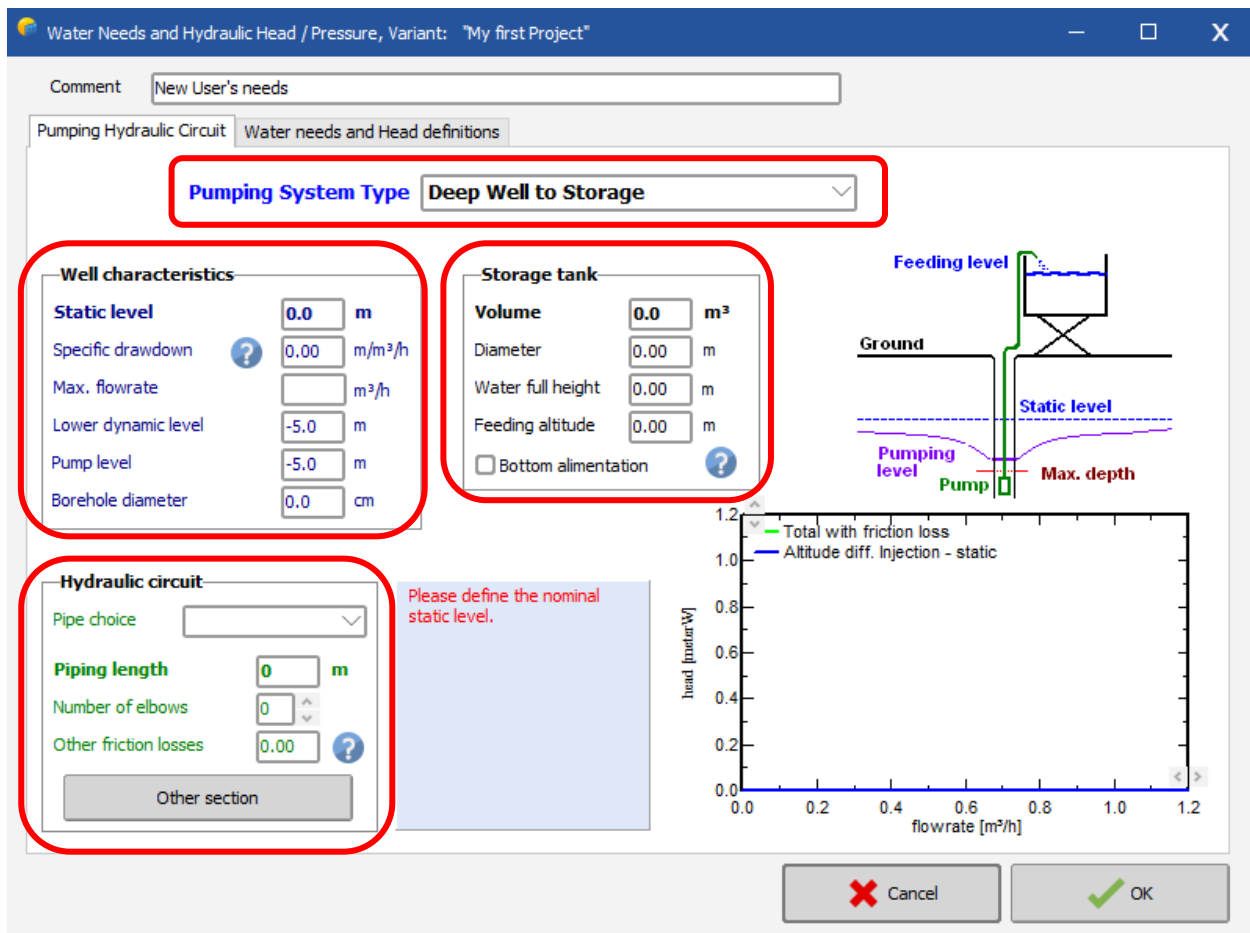 Water Needs and Hydraulic Head / Pressure, Variant: "My first Project"
Comment New User's needs
Pumping Hydraulic Circuit Water needs and Head definitions
Pumping System Type Deep Well to Storage
Well characteristics
Static level 0.0 m
Specific drawdown ? 0.00 m/m³/h
Max. flowrate m³/h
Lower dynamic level -5.0 m
Pump level -5.0 m
Borehole diameter 0.0 cm
Storage tank
Volume 0.0 m³
Diameter 0.00 m
Water full height 0.00 m
Feeding altitude 0.00 m
Bottom alimentation ?
Feeding level
Ground
Static level
Pumping
level
Max. depth
Pump
Hydraulic circuit
Pipe choice
Piping length 0 m
Number of elbows 0
Other friction losses 0.00 ?
Other section
Please define the nominal
static level.
Total with friction loss
Altitude diff. Injection - static
head [meterW]
1.2
1.0
0.8
0.6
0.4
0.2
0.0
0.0 0.2 0.4 0.6 0.8 1.0 1.2
flowrate [m³/h]
Cancel OK